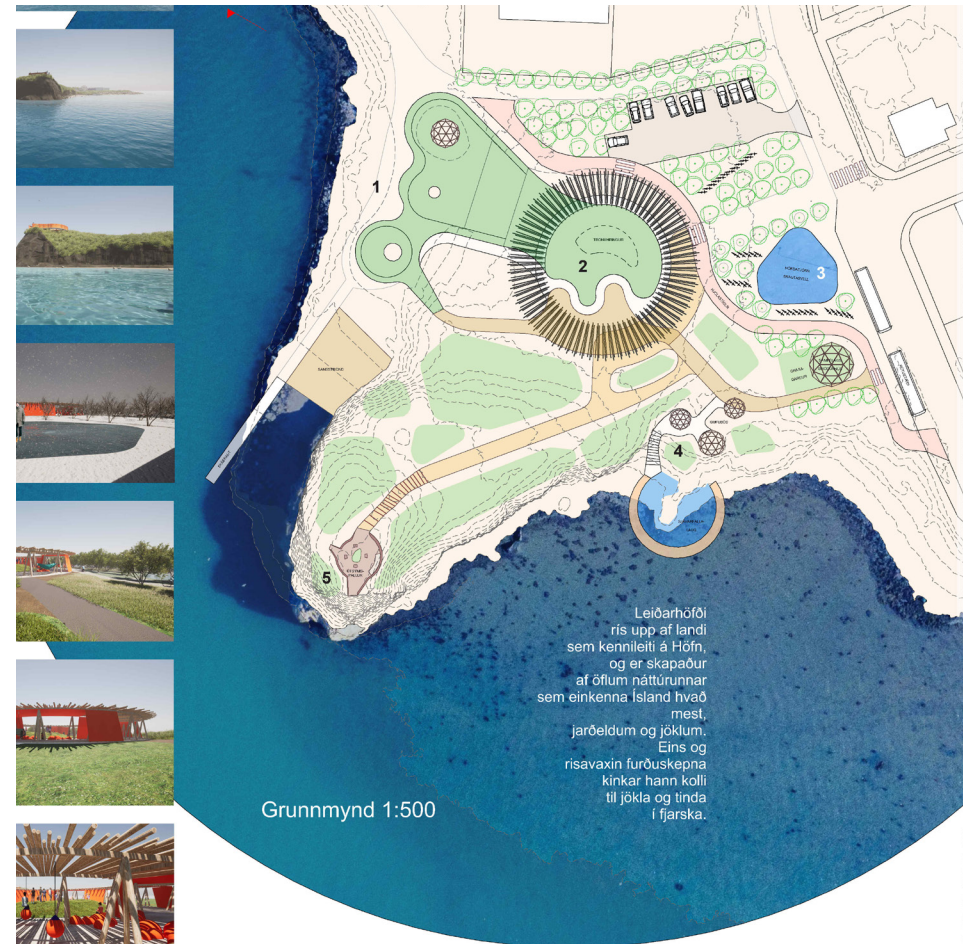 1
2
3
SANDSTRÖND
4
5
Leiðarhöfði
rís upp af landi
sem kennileiti á Höfn,
og er skapaður
af öflum náttúrunnar
sem einkenna Ísland hvað
mest,
jarðeldum og jöklum.
Eins og
risavaxin furðuskepna
kinkar hann kolli
til jökla og tinda
í fjarska.
Grunnmynd 1:500